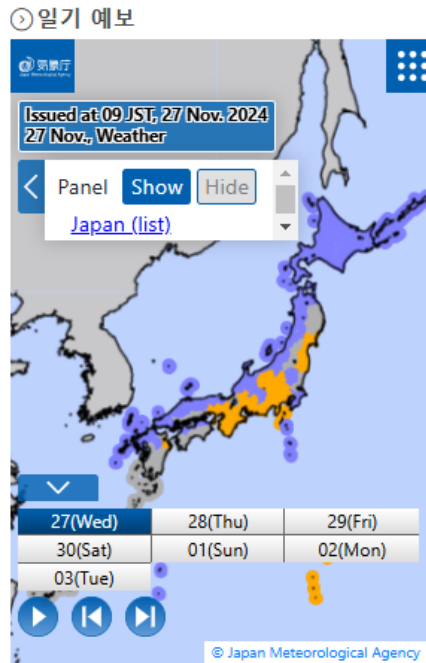 일기 예보
気象庁
Japan Meteorological Agency
Issued at 09 JST, 27 Nov. 2024
27 Nov., Weather
Panel Show Hide
Japan (list)
27(Wed) 28(Thu) 29(Fri)
30(Sat) 01(Sun) 02(Mon)
03(Tue)
© Japan Meteorological Agency